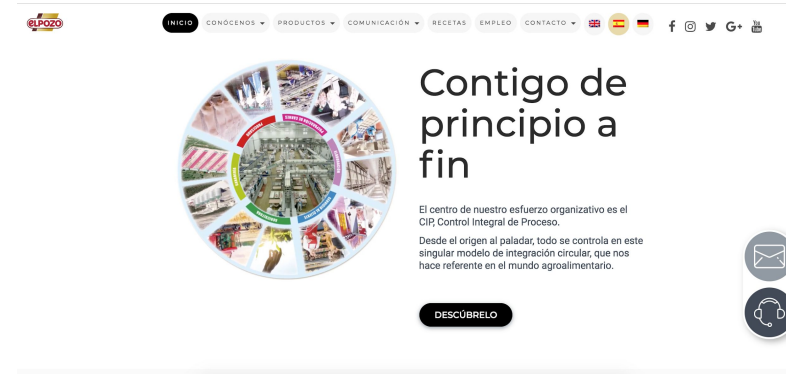 ELPOZO
INICIO CONÓCENOS PRODUCTOS COMUNICACIÓN RECETAS EMPLEO CONTACTO
You
Contigo de
principio a
fin
El centro de nuestro esfuerzo organizativo es el
CIP, Control Integral de Proceso.
Desde el origen al paladar, todo se controla en este
singular modelo de integración circular, que nos
hace referente en el mundo agroalimentario.
DESCÚBRELO